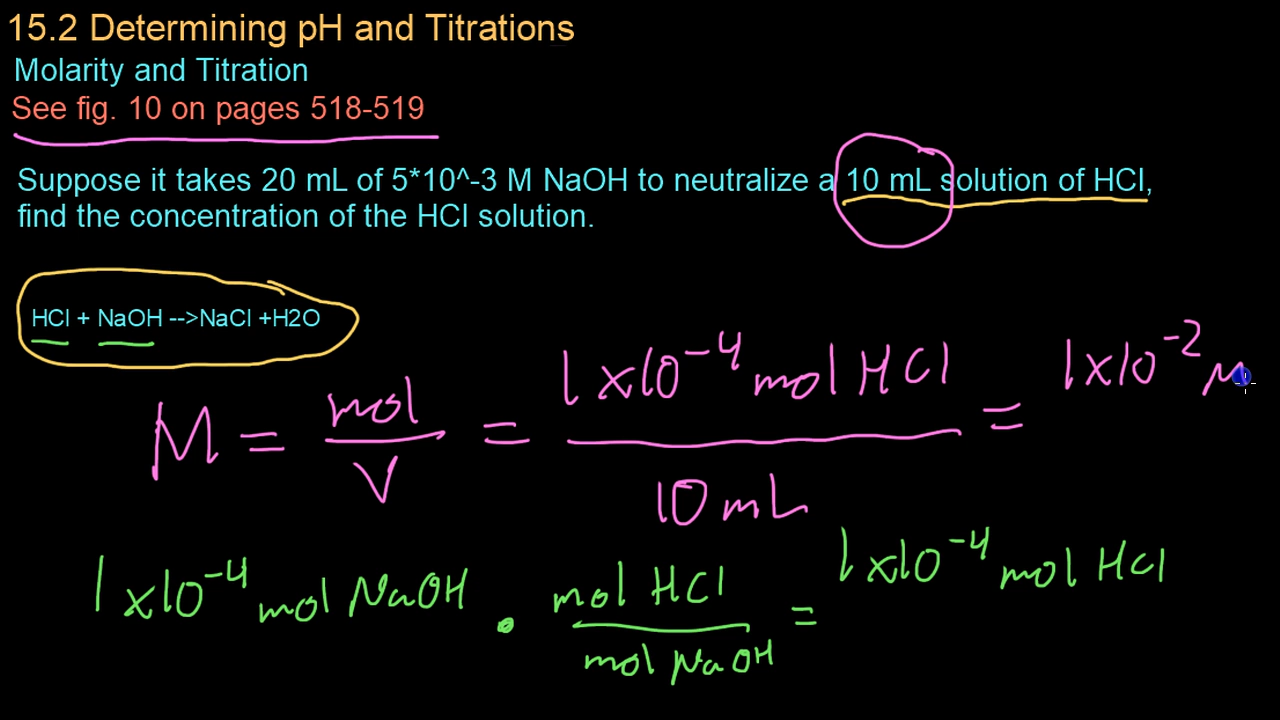 15.2 Determining pH and Titrations
Molarity and Titration
See fig. 10 on pages 518-519
Suppose it takes 20 mL of 5*10^-3 M NaOH to neutralize a 10 mL solution of HCl,
find the concentration of the HCl solution.
HCl + NaOH -->NaCl +H2O
M = mol/V = 1x10⁻⁴ mol HCl/10 mL = 1x10⁻² M
1x10⁻⁴ mol NaOH · mol HCl/mol NaOH = 1x10⁻⁴ mol HCl